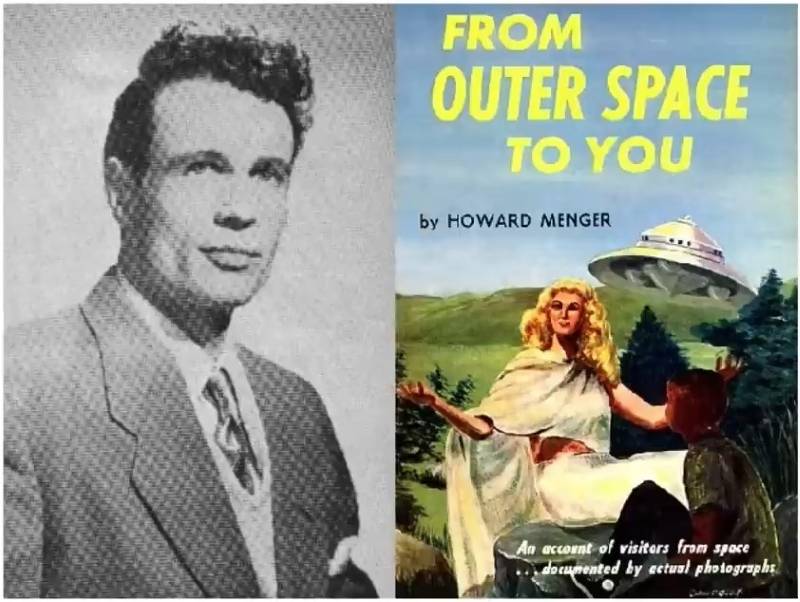 FROM
OUTER SPACE
TO YOU
by HOWARD MENGER
An account of visitors from space
... documented by actual photographs